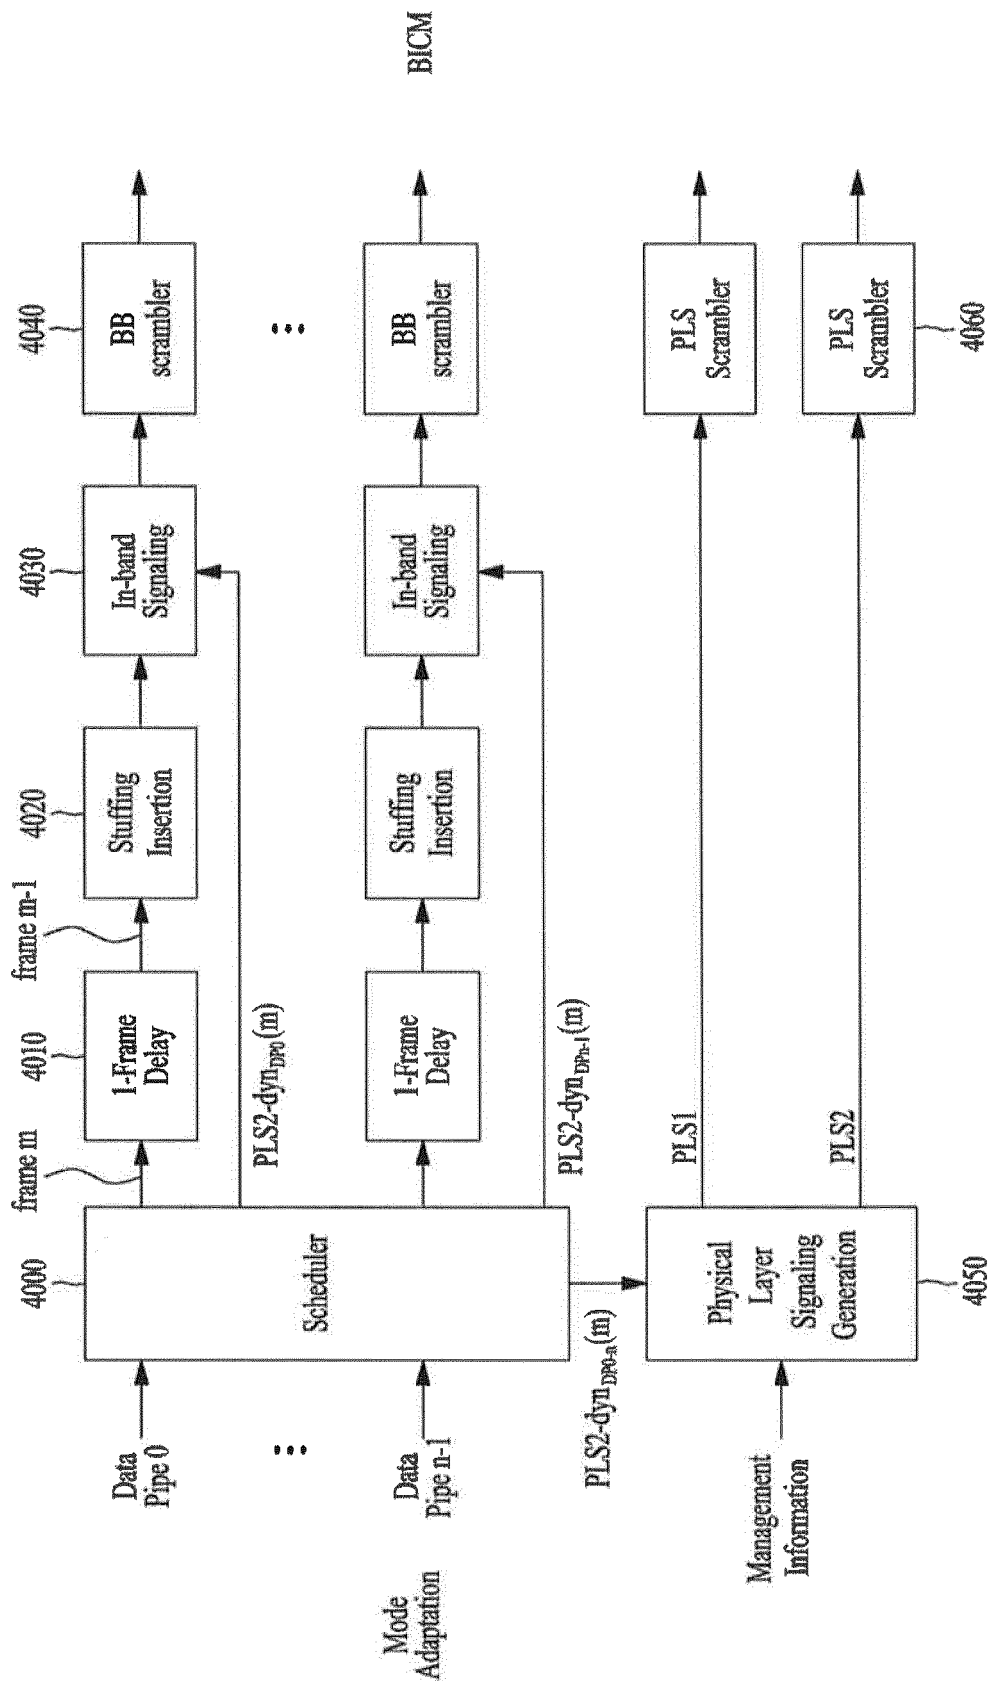 Mode
Adaptation
BICM
Data
Pipe 0
4000
Scheduler
frame m
4010
1-Frame
Delay
frame m-1
4020
Stuffing
Insertion
4030
In-band
Signaling
4040
BB
scrambler
PLS2-dynDP0(m)
...
...
Data
Pipe n-1
1-Frame
Delay
Stuffing
Insertion
In-band
Signaling
BB
scrambler
PLS2-dynDPn-1(m)
PLS2-dynDP0-n(m)
Management
Information
Physical
Layer
Signaling
Generation
4050
PLS1
PLS
Scrambler
PLS2
PLS
Scrambler
4060